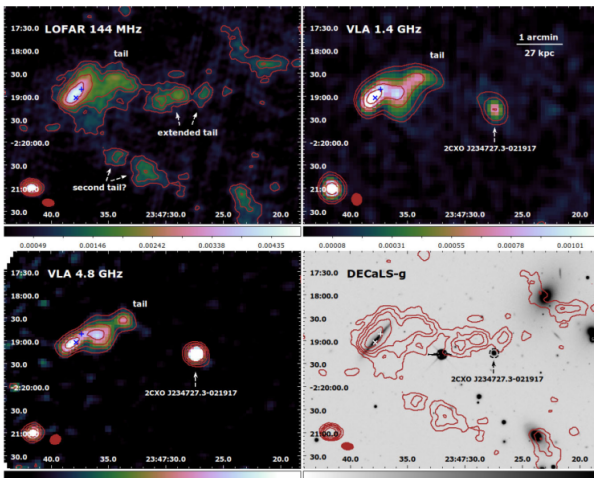 LOFAR 144 MHz
tail
extended tail
second tail?
17:30.0
18:00.0
30.0
19:00.0
30.0
-2:20:00.0
30.0
21:00.0
30.0
40.0 35.0 23:47:30.0 25.0 20.0
0.00049 0.00146 0.00242 0.00338 0.00435
VLA 1.4 GHz
tail
1 arcmin
27 kpc
2CXO J234727.3-021917
17:30.0
18:00.0
30.0
19:00.0
30.0
-2:20:00.0
30.0
21:00.0
30.0
40.0 35.0 23:47:30.0 25.0 20.0
0.00008 0.00031 0.00055 0.00078 0.00101
VLA 4.8 GHz
tail
2CXO J234727.3-021917
17:30.0
18:00.0
30.0
19:00.0
30.0
-2:20:00.0
30.0
21:00.0
30.0
40.0 35.0 23:47:30.0 25.0 20.0
DECaLS-g
2CXO J234727.3-021917
17:30.0
18:00.0
30.0
19:00.0
30.0
-2:20:00.0
30.0
21:00.0
30.0
40.0 35.0 23:47:30.0 25.0 20.0